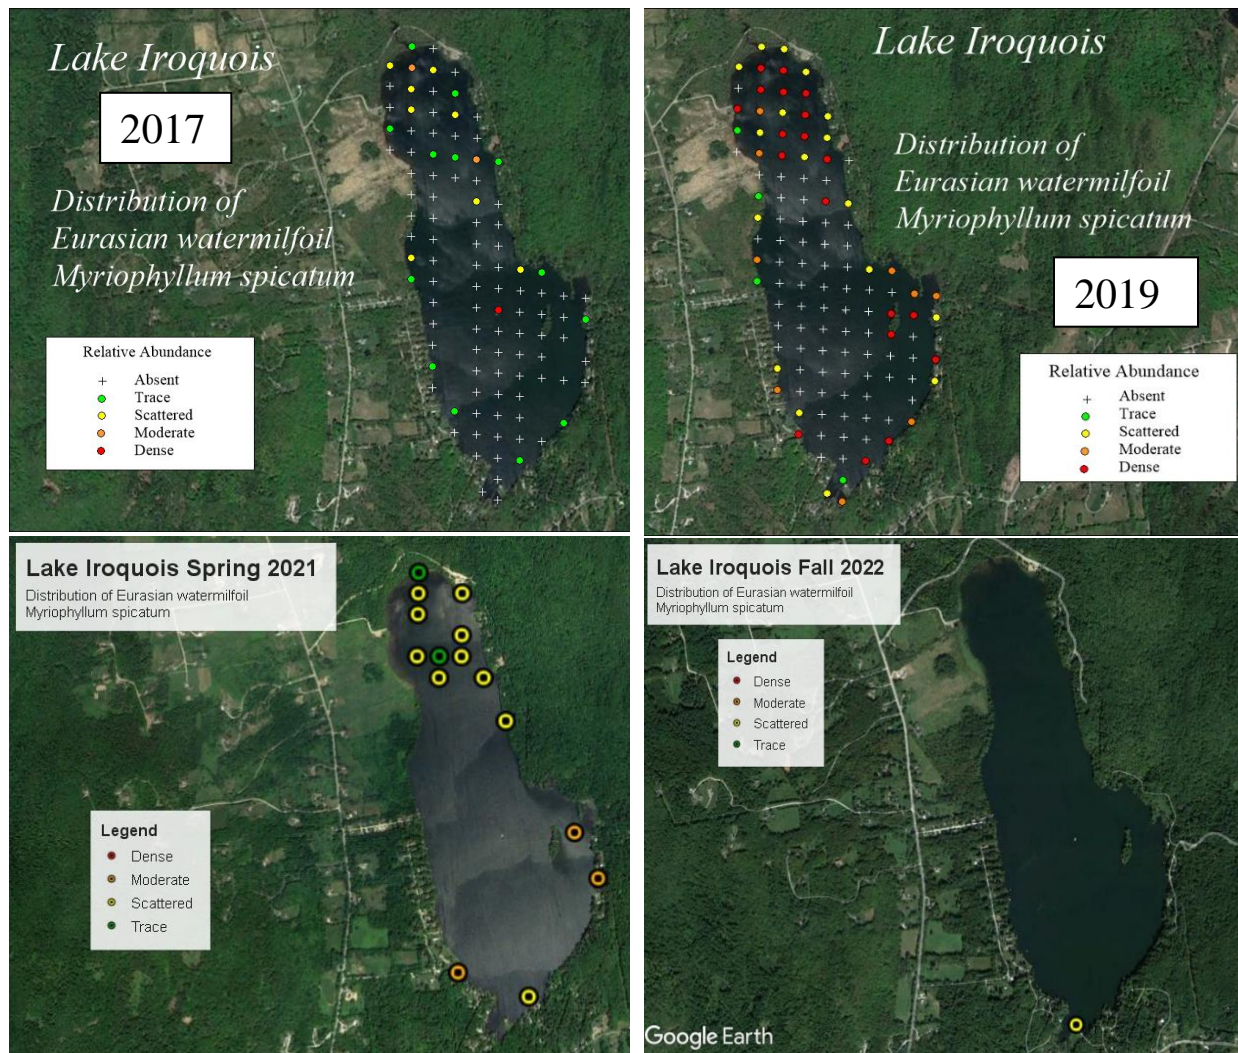 Lake Iroquois
2017
Distribution of
Eurasian watermilfoil
Myriophyllum spicatum
Relative Abundance
Absent
Trace
Scattered
Moderate
Dense
Lake Iroquois
Distribution of
Eurasian watermilfoil
Myriophyllum spicatum
2019
Relative Abundance
Absent
Trace
Scattered
Moderate
Dense
Lake Iroquois Spring 2021
Distribution of Eurasian watermilfoil
Myriophyllum spicatum
Legend
Dense
Moderate
Scattered
Trace
Lake Iroquois Fall 2022
Distribution of Eurasian watermilfoil
Myriophyllum spicatum
Legend
Dense
Moderate
Scattered
Trace
Google Earth